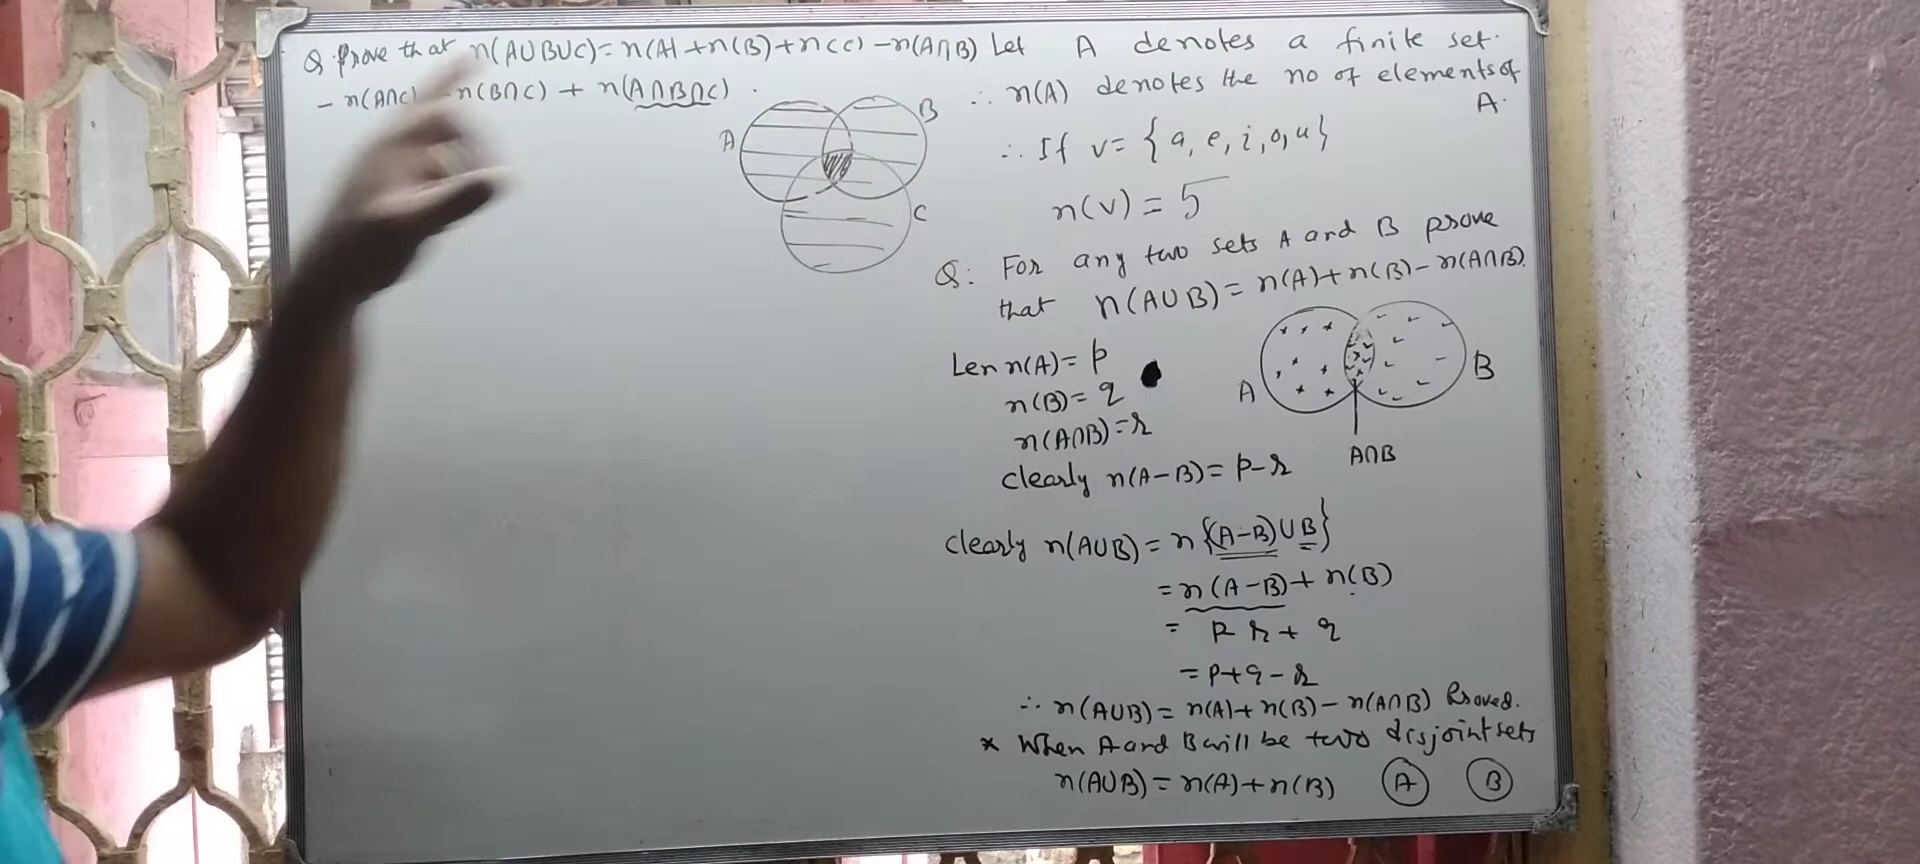 Q Prove that n(A∪B∪C)=n(A)+n(B)+n(C)-n(A∩B)
-n(A∩C)-n(B∩C)+n(A∩B∩C).
A
B
C
Let A denotes a finite set.
∴ n(A) denotes the no of elements of
A.
∴ If v={a,e,i,o,u}
n(v)=5
Q: For any two sets A and B prove
that n(A∪B)=n(A)+n(B)-n(A∩B).
Len n(A)=p
n(B)=q
n(A∩B)=r
clearly n(A-B)=p-r
A
B
A∩B
clearly n(A∪B)=n{(A-B)∪B}
=n(A-B)+n(B)
= p-r+q
=p+q-r
∴ n(A∪B)=n(A)+n(B)-n(A∩B) Proved.
* When A and B will be two disjoint sets
n(A∪B)=n(A)+n(B)
A
B